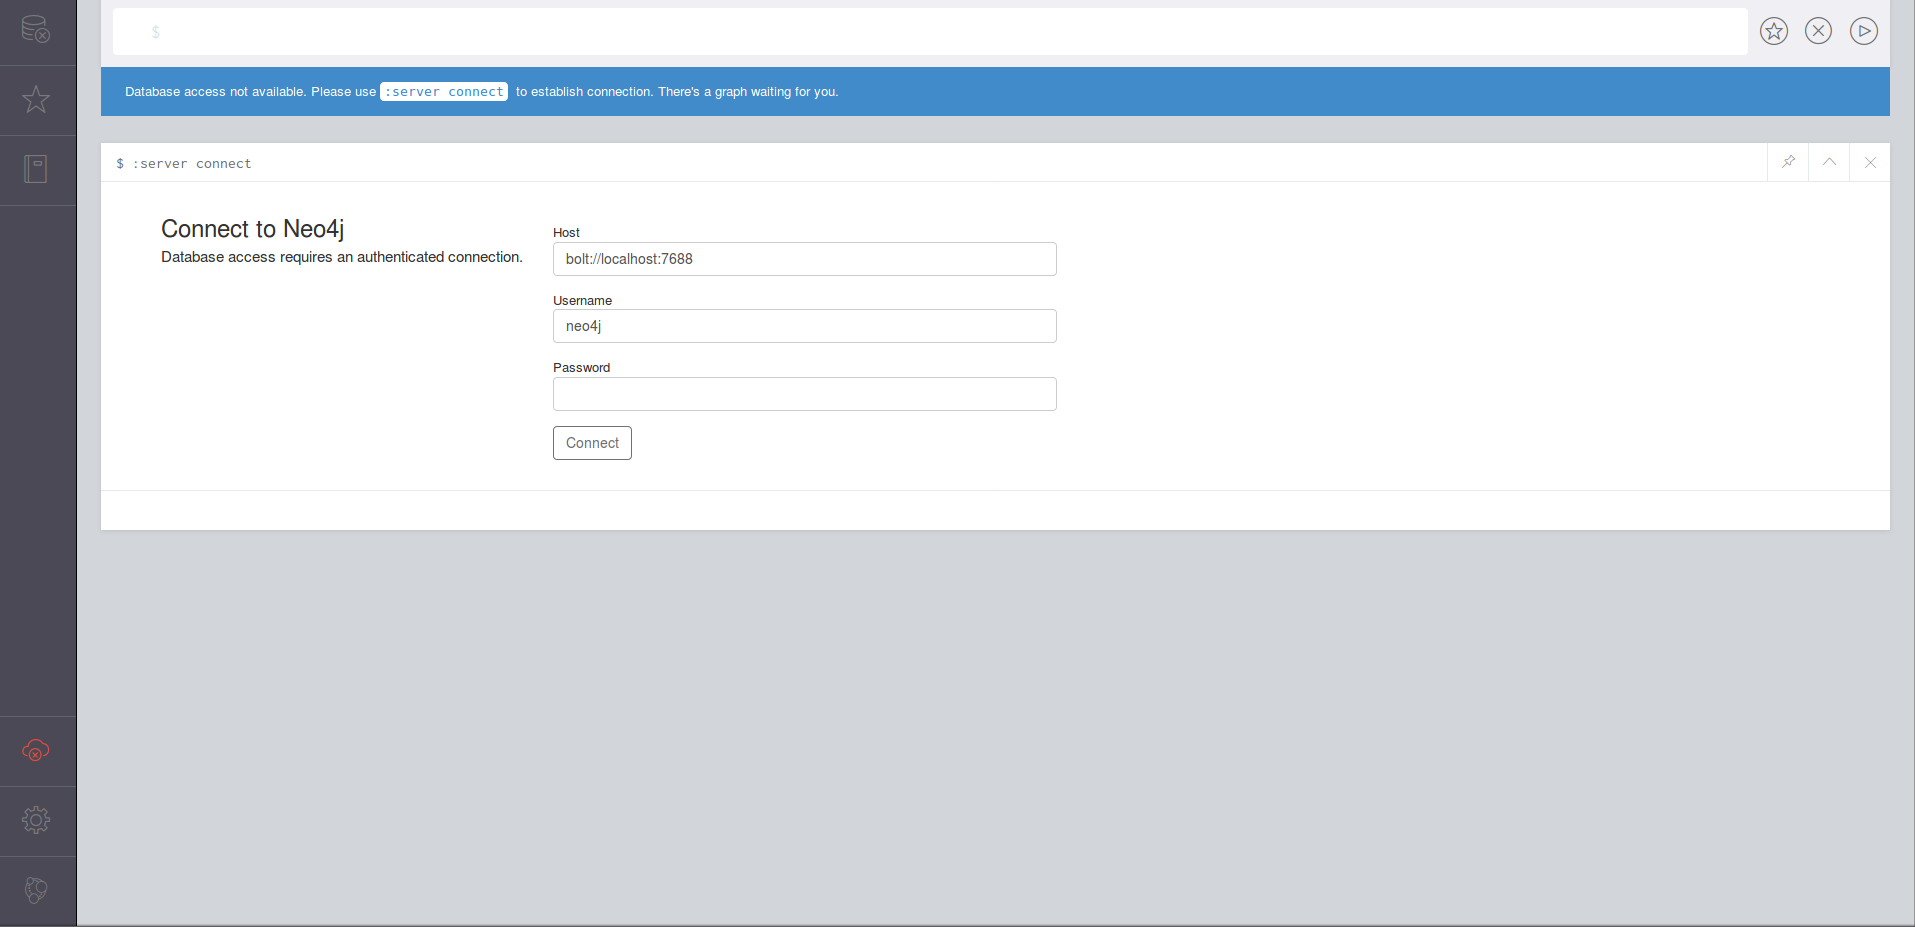 $
Database access not available. Please use :server connect to establish connection. There's a graph waiting for you.
$ :server connect
Connect to Neo4j
Database access requires an authenticated connection.
Host
bolt://localhost:7688
Username
neo4j
Password
Connect